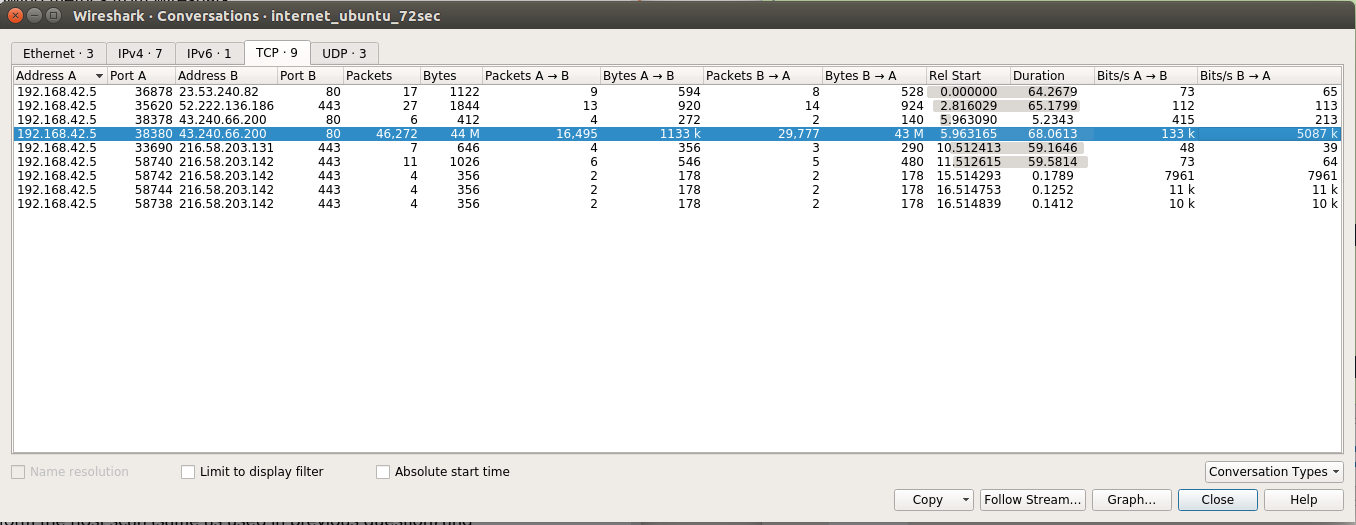 Wireshark · Conversations · internet_ubuntu_72sec
Ethernet · 3 IPv4 · 7 IPv6 · 1 TCP · 9 UDP · 3
Address A Port A Address B Port B Packets Bytes Packets A → B Bytes A → B Packets B → A Bytes B → A Rel Start Duration Bits/s A → B Bits/s B → A
192.168.42.5 36878 23.53.240.82 80 17 1122 9 594 8 528 0.000000 64.2679 73 65
192.168.42.5 35620 52.222.136.186 443 27 1844 13 920 14 924 2.816029 65.1799 112 113
192.168.42.5 38378 43.240.66.200 80 6 412 4 272 2 140 5.963090 5.2343 415 213
192.168.42.5 38380 43.240.66.200 80 46,272 44 M 16,495 1133 k 29,777 43 M 5.963165 68.0613 133 k 5087 k
192.168.42.5 33690 216.58.203.131 443 7 646 4 356 3 290 10.512413 59.1646 48 39
192.168.42.5 58740 216.58.203.142 443 11 1026 6 546 5 480 11.512615 59.5814 73 64
192.168.42.5 58742 216.58.203.142 443 4 356 2 178 2 178 15.514293 0.1789 7961 7961
192.168.42.5 58744 216.58.203.142 443 4 356 2 178 2 178 16.514753 0.1252 11 k 11 k
192.168.42.5 58738 216.58.203.142 443 4 356 2 178 2 178 16.514839 0.1412 10 k 10 k
Name resolution Limit to display filter Absolute start time Conversation Types
Copy Follow Stream... Graph... Close Help